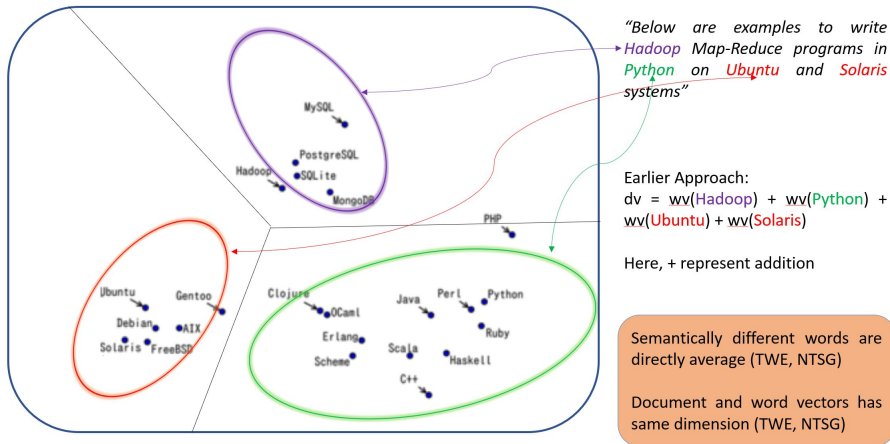 “Below are examples to write
Hadoop Map-Reduce programs in
Python on Ubuntu and Solaris
systems”
MySQL
PostgreSQL
Hadoop
SQLite
MongoDB
PHP
Earlier Approach:
dv = wv(Hadoop) + wv(Python) +
wv(Ubuntu) + wv(Solaris)
Here, + represent addition
Ubuntu
Gentoo
Debian
AIX
Solaris
FreeBSD
Clojure
OCaml
Java
Perl
Python
Ruby
Erlang
Scheme
Scala
Haskell
C++
Semantically different words are
directly average (TWE, NTSG)
Document and word vectors has
same dimension (TWE, NTSG)